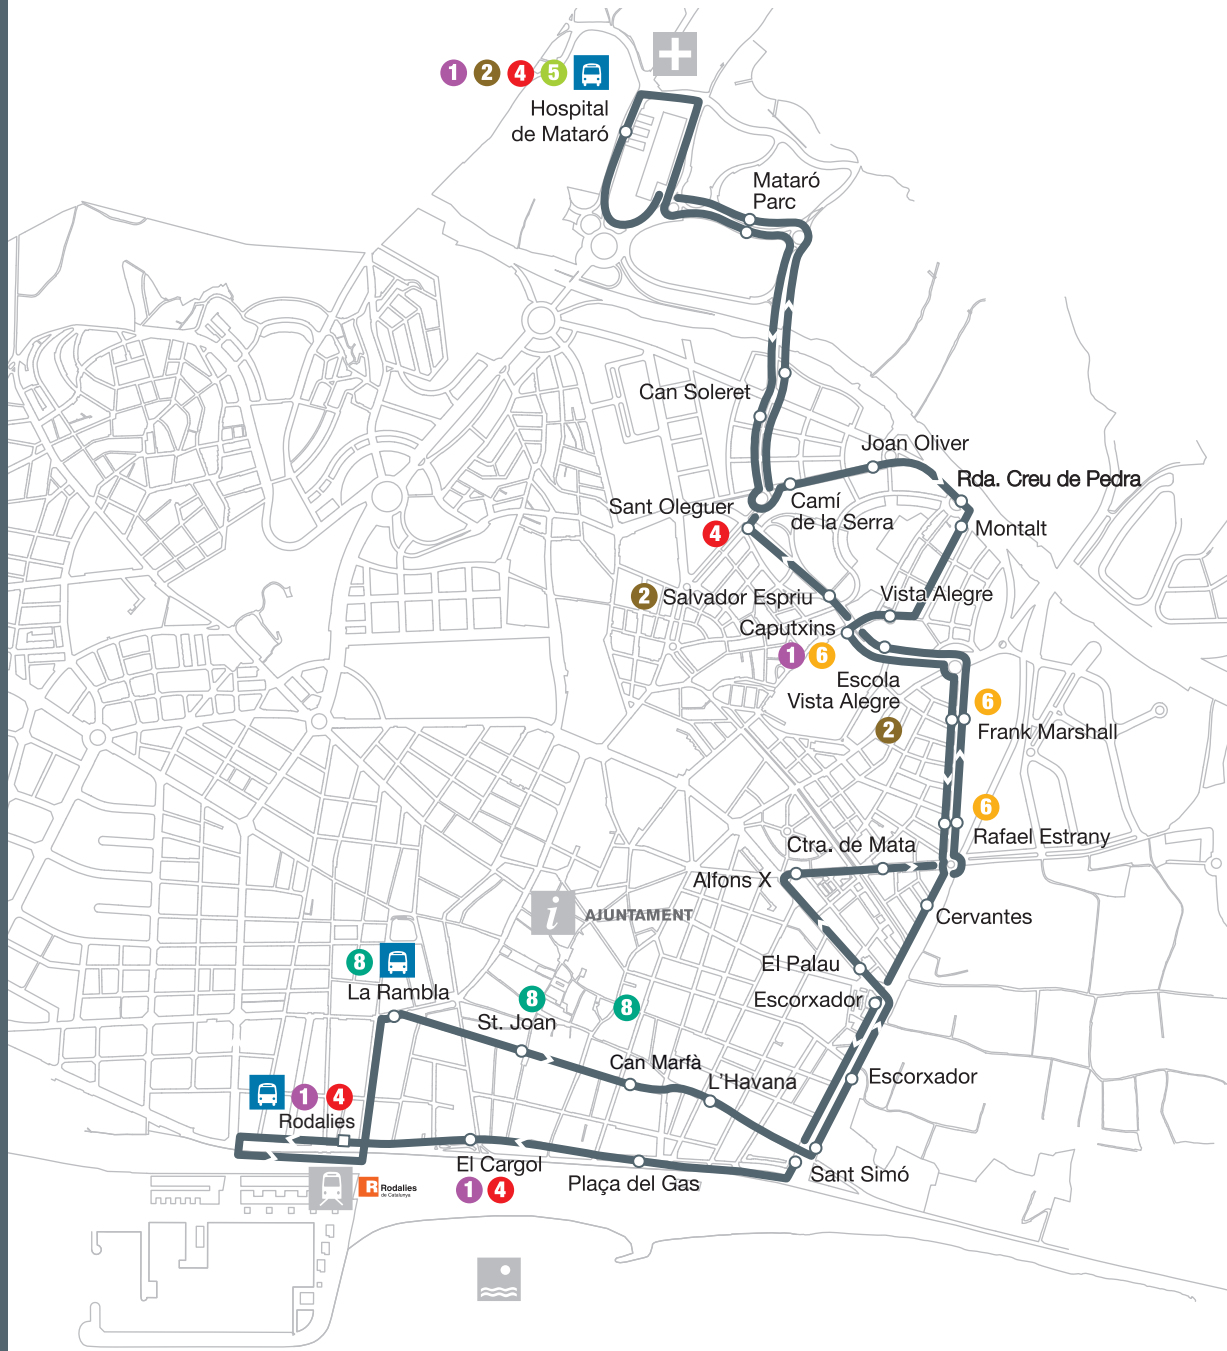 1 2 4 5
Hospital
de Mataró
Mataró
Parc
Can Soleret
Joan Oliver
Rda. Creu de Pedra
Sant Oleguer
4
Camí
de la Serra
Montalt
2 Salvador Espriu
Vista Alegre
Caputxins
1 6
Escola
Vista Alegre
2
6
Frank Marshall
6
Rafael Estrany
Ctra. de Mata
Alfons X
i AJUNTAMENT
Cervantes
El Palau
8
La Rambla
Escorxador
8
St. Joan
8
Can Marfà
L'Havana
Escorxador
1 4
Rodalies
El Cargol
1 4
Plaça del Gas
Sant Simó
R Rodalies
de Catalunya